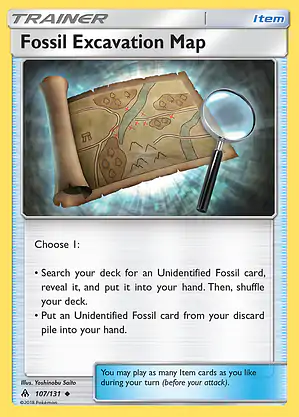 TRAINER Item
Fossil Excavation Map
Choose 1:
• Search your deck for an Unidentified Fossil card,
reveal it, and put it into your hand. Then, shuffle
your deck.
• Put an Unidentified Fossil card from your discard
pile into your hand.
Illus. Yoshinobu Saito
107/131 ◆
©2018 Pokémon
You may play as many Item cards as you like
during your turn (before your attack).